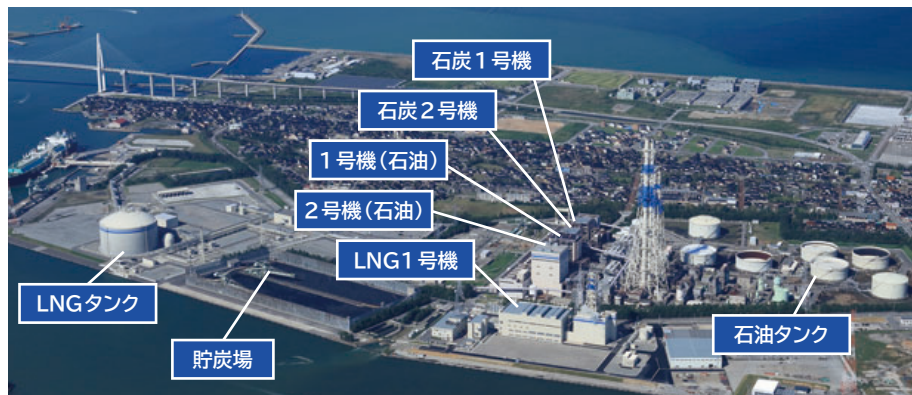 石炭1号機
石炭2号機
1号機(石油)
2号機(石油)
LNG1号機
LNGタンク
貯炭場
石油タンク